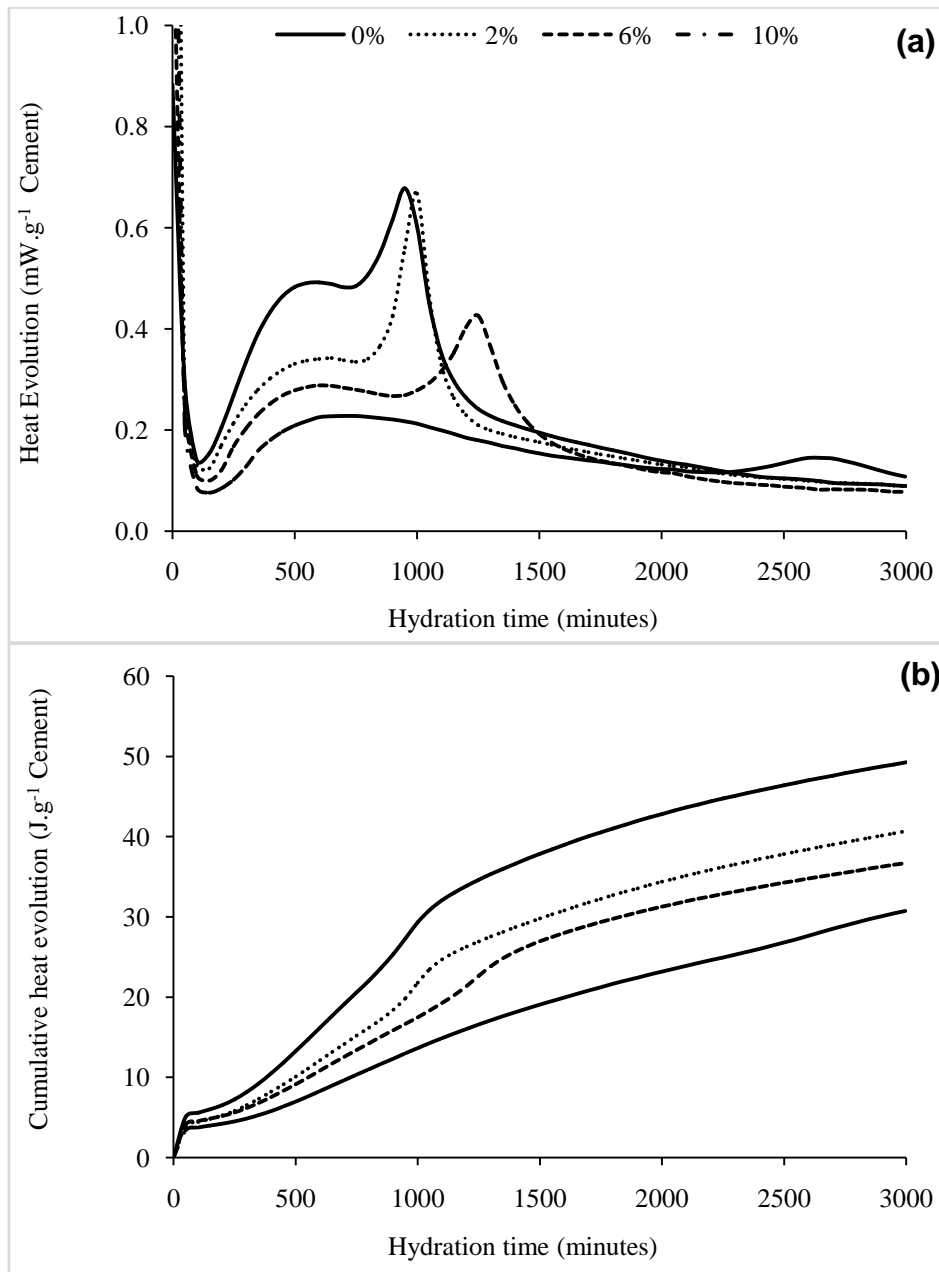 (a)
0% 2% 6% 10%
Heat Evolution (mW.g⁻¹ Cement)
1.0
0.8
0.6
0.4
0.2
0.0
0 500 1000 1500 2000 2500 3000
Hydration time (minutes)
(b)
Cumulative heat evolution (J.g⁻¹ Cement)
60
50
40
30
20
10
0
0 500 1000 1500 2000 2500 3000
Hydration time (minutes)